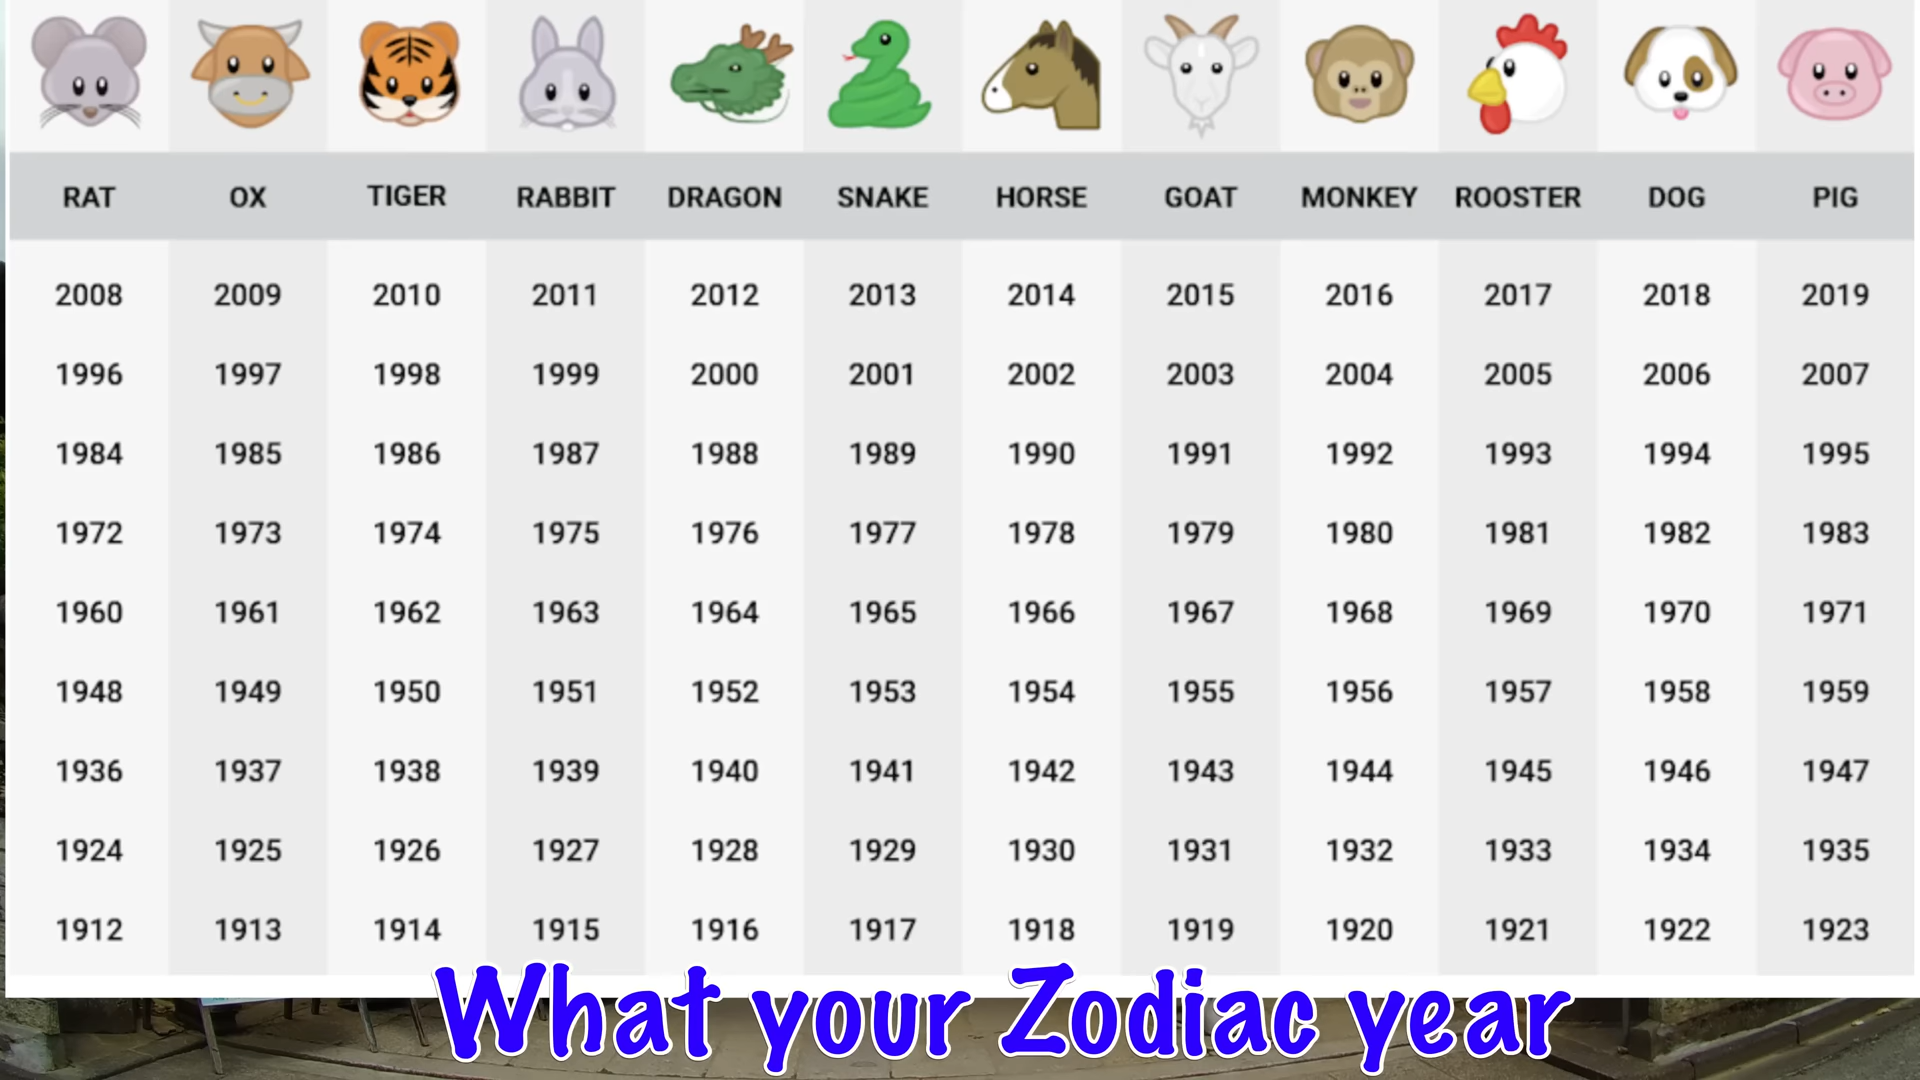 RAT OX TIGER RABBIT DRAGON SNAKE HORSE GOAT MONKEY ROOSTER DOG PIG
2008 2009 2010 2011 2012 2013 2014 2015 2016 2017 2018 2019
1996 1997 1998 1999 2000 2001 2002 2003 2004 2005 2006 2007
1984 1985 1986 1987 1988 1989 1990 1991 1992 1993 1994 1995
1972 1973 1974 1975 1976 1977 1978 1979 1980 1981 1982 1983
1960 1961 1962 1963 1964 1965 1966 1967 1968 1969 1970 1971
1948 1949 1950 1951 1952 1953 1954 1955 1956 1957 1958 1959
1936 1937 1938 1939 1940 1941 1942 1943 1944 1945 1946 1947
1924 1925 1926 1927 1928 1929 1930 1931 1932 1933 1934 1935
1912 1913 1914 1915 1916 1917 1918 1919 1920 1921 1922 1923
What your Zodiac year